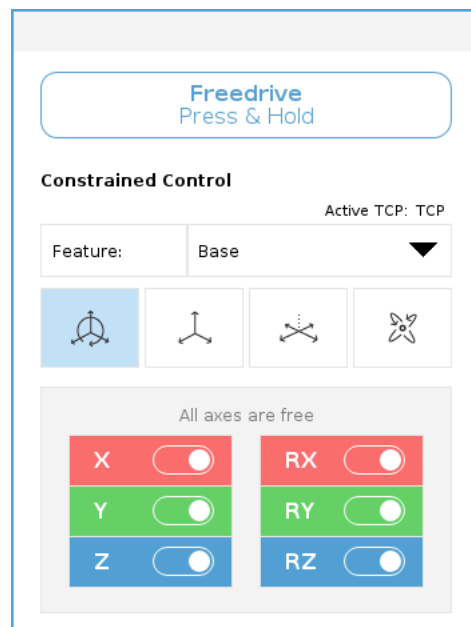 Freedrive
Press & Hold
Constrained Control
Active TCP: TCP
Feature: Base
All axes are free
X RX
Y RY
Z RZ